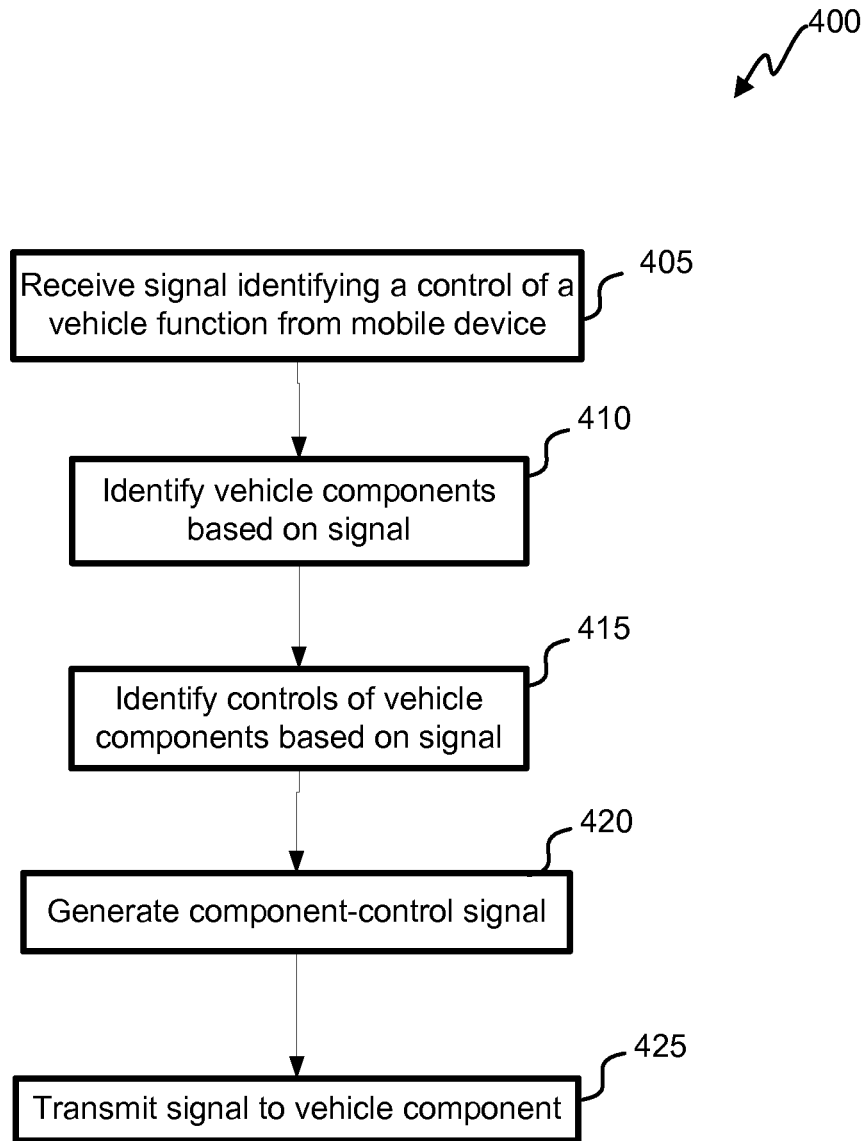 400
Receive signal identifying a control of a
vehicle function from mobile device
405
410
Identify vehicle components
based on signal
415
Identify controls of vehicle
components based on signal
420
Generate component-control signal
425
Transmit signal to vehicle component